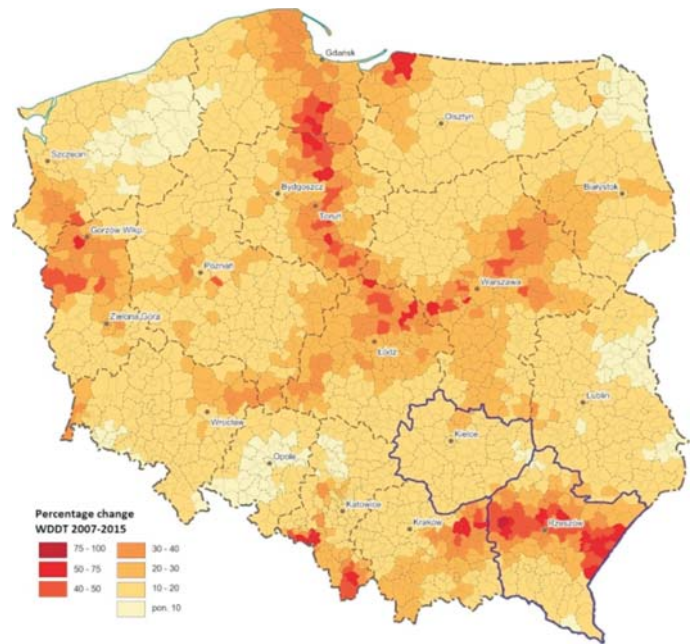 Gdańsk
Olsztyn
Szczecin
Bydgoszcz
Białystok
Toruń
Gorzów Wlkp.
Poznań
Warszawa
Zielona Góra
Łódź
Lublin
Wrocław
Kielce
Opole
Katowice
Kraków
Rzeszów
Percentage change
WDDT 2007-2015
75 - 100 30 - 40
50 - 75 20 - 30
40 - 50 10 - 20
pon. 10